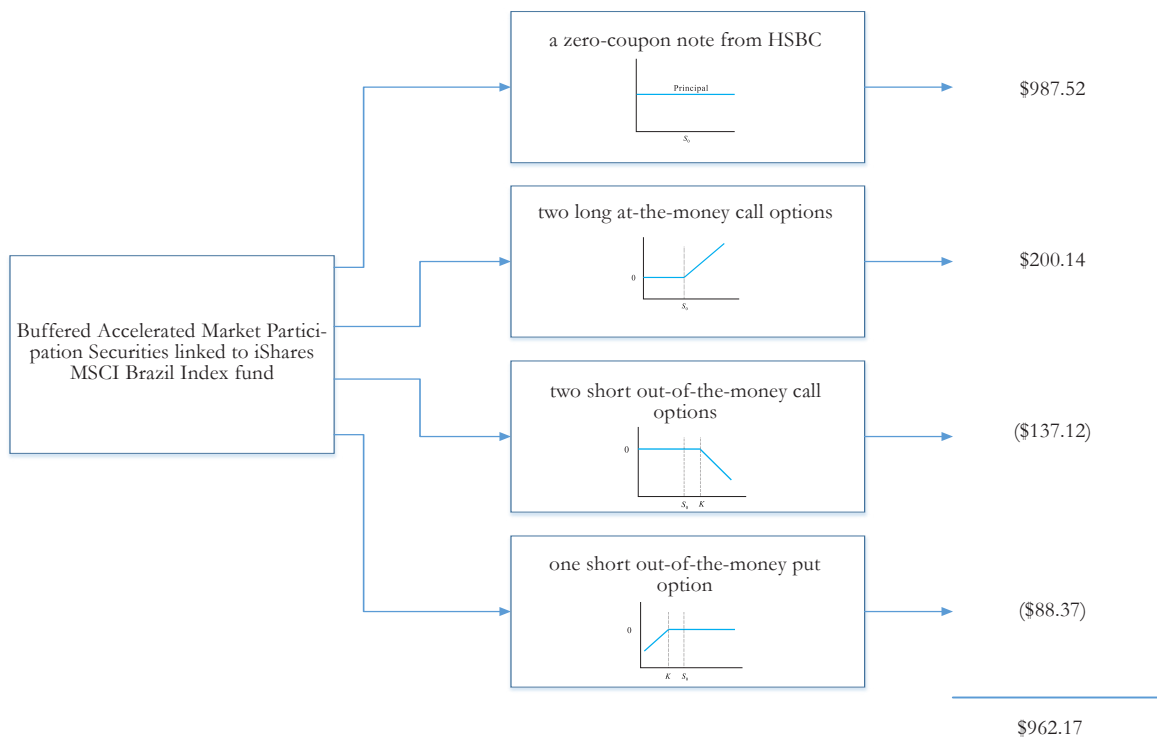 a zero-coupon note from HSBC
Principal
S₀
$987.52
two long at-the-money call options
0
S₀
$200.14
Buffered Accelerated Market Partici-
pation Securities linked to iShares
MSCI Brazil Index fund
two short out-of-the-money call
options
0
S₀ K
($137.12)
one short out-of-the-money put
option
0
K S₀
($88.37)
$962.17